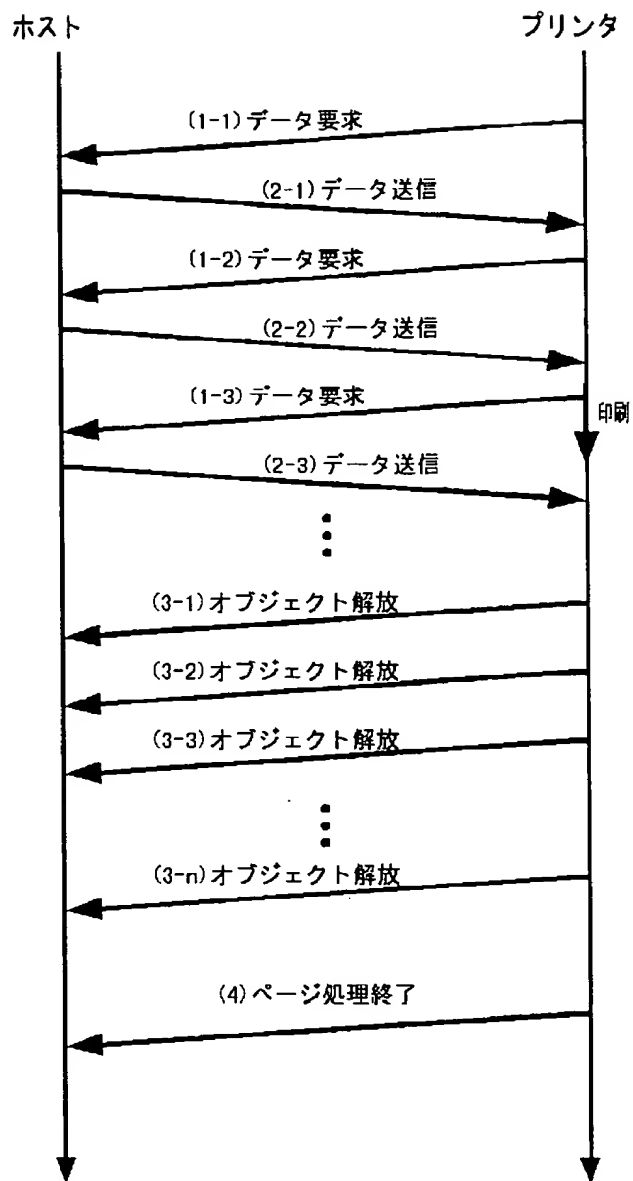 ホスト
プリンタ
(1-1)データ要求
(2-1)データ送信
(1-2)データ要求
(2-2)データ送信
(1-3)データ要求
印刷
(2-3)データ送信
(3-1)オブジェクト解放
(3-2)オブジェクト解放
(3-3)オブジェクト解放
(3-n)オブジェクト解放
(4)ページ処理終了